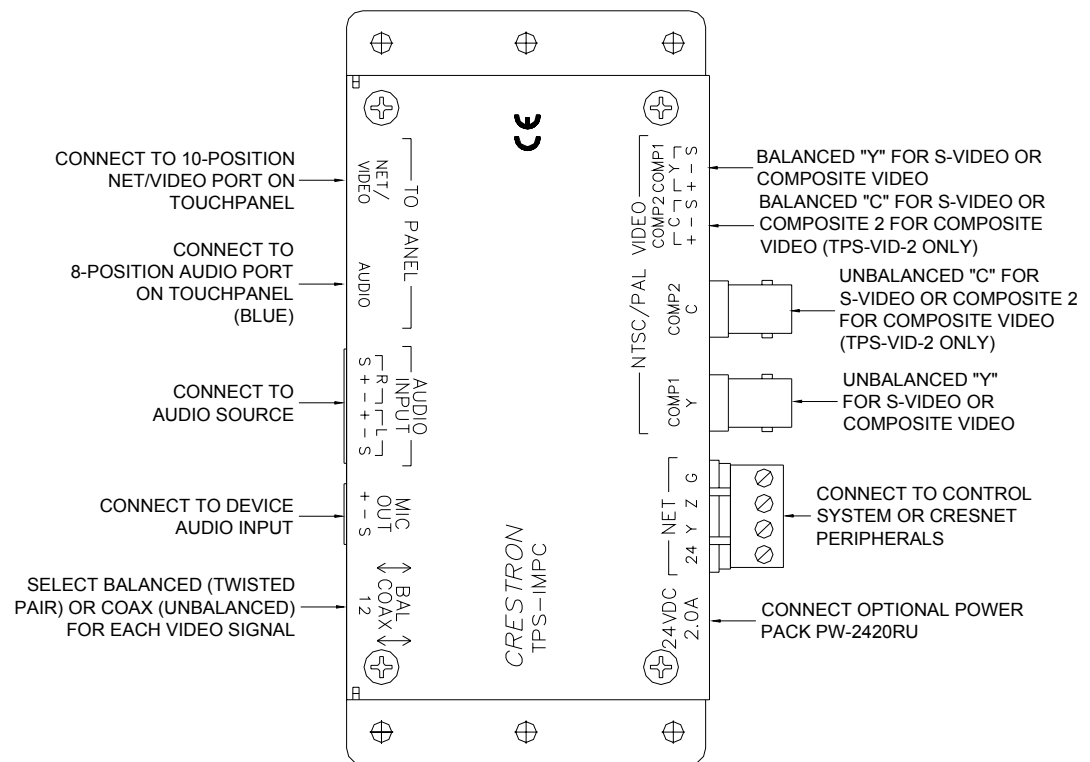 CONNECT TO 10-POSITION
NET/VIDEO PORT ON
TOUCHPANEL
CONNECT TO
8-POSITION AUDIO PORT
ON TOUCHPANEL
(BLUE)
CONNECT TO
AUDIO SOURCE
CONNECT TO DEVICE
AUDIO INPUT
SELECT BALANCED (TWISTED
PAIR) OR COAX (UNBALANCED)
FOR EACH VIDEO SIGNAL
NET/
VIDEO
AUDIO
TO PANEL
S + - + - S
R L
AUDIO
INPUT
+ - S
MIC
OUT
1 2
COAX
BAL
CE
CRESTRON
TPS-IMPC
NTSC/PAL VIDEO
COMP2 COMP1
C Y
+ - S + - S
COMP2
C
COMP1
Y
NET
24 Y Z G
24VDC
2.0A
BALANCED "Y" FOR S-VIDEO OR
COMPOSITE VIDEO
BALANCED "C" FOR S-VIDEO OR
COMPOSITE 2 FOR COMPOSITE
VIDEO (TPS-VID-2 ONLY)
UNBALANCED "C" FOR
S-VIDEO OR COMPOSITE 2
FOR COMPOSITE VIDEO
(TPS-VID-2 ONLY)
UNBALANCED "Y"
FOR S-VIDEO OR
COMPOSITE VIDEO
CONNECT TO CONTROL
SYSTEM OR CRESNET
PERIPHERALS
CONNECT OPTIONAL POWER
PACK PW-2420RU